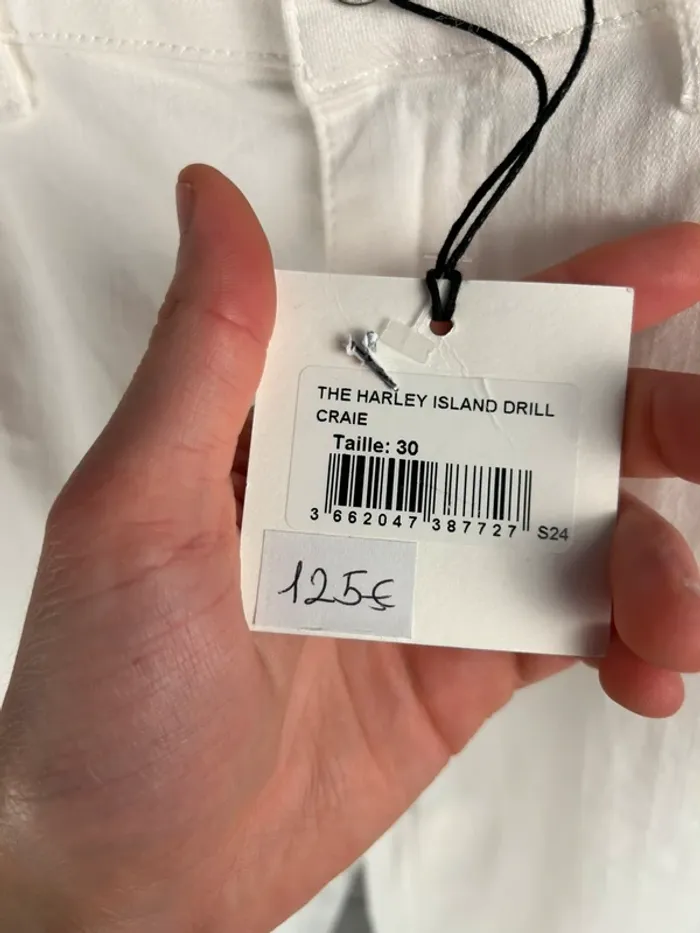 THE HARLEY ISLAND DRILL
CRAIE
Taille: 30
3 662047 387727
S24
125€